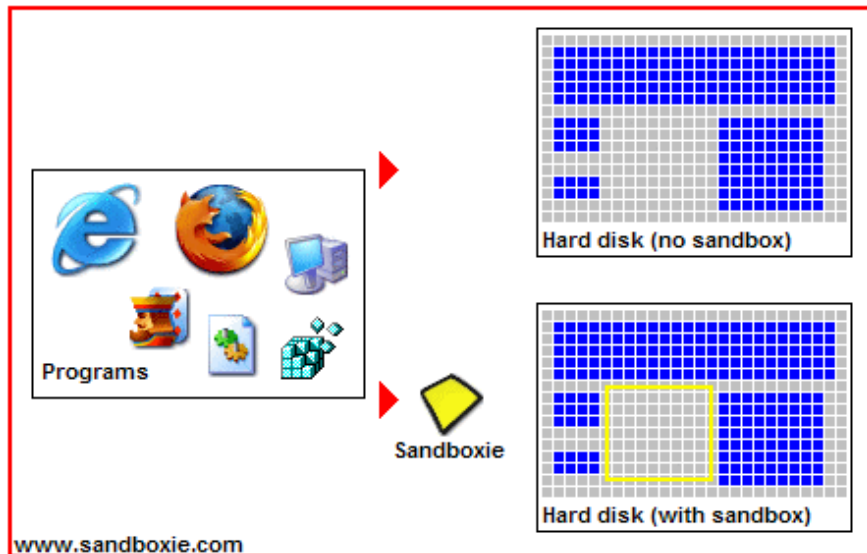 Hard disk (no sandbox)
Programs
Sandboxie
Hard disk (with sandbox)
www.sandboxie.com